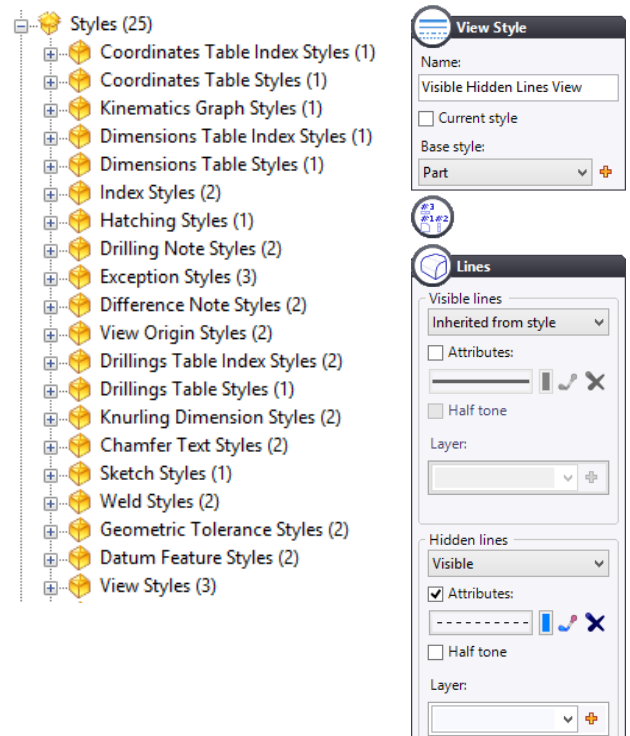 Styles (25)
Coordinates Table Index Styles (1)
Coordinates Table Styles (1)
Kinematics Graph Styles (1)
Dimensions Table Index Styles (1)
Dimensions Table Styles (1)
Index Styles (2)
Hatching Styles (1)
Drilling Note Styles (2)
Exception Styles (3)
Difference Note Styles (2)
View Origin Styles (2)
Drillings Table Index Styles (2)
Drillings Table Styles (1)
Knurling Dimension Styles (2)
Chamfer Text Styles (2)
Sketch Styles (1)
Weld Styles (2)
Geometric Tolerance Styles (2)
Datum Feature Styles (2)
View Styles (3)
View Style
Name:
Visible Hidden Lines View
Current style
Base style:
Part
#3
#1 #2
Lines
Visible lines
Inherited from style
Attributes:
Half tone
Layer:
Hidden lines
Visible
Attributes:
Half tone
Layer: